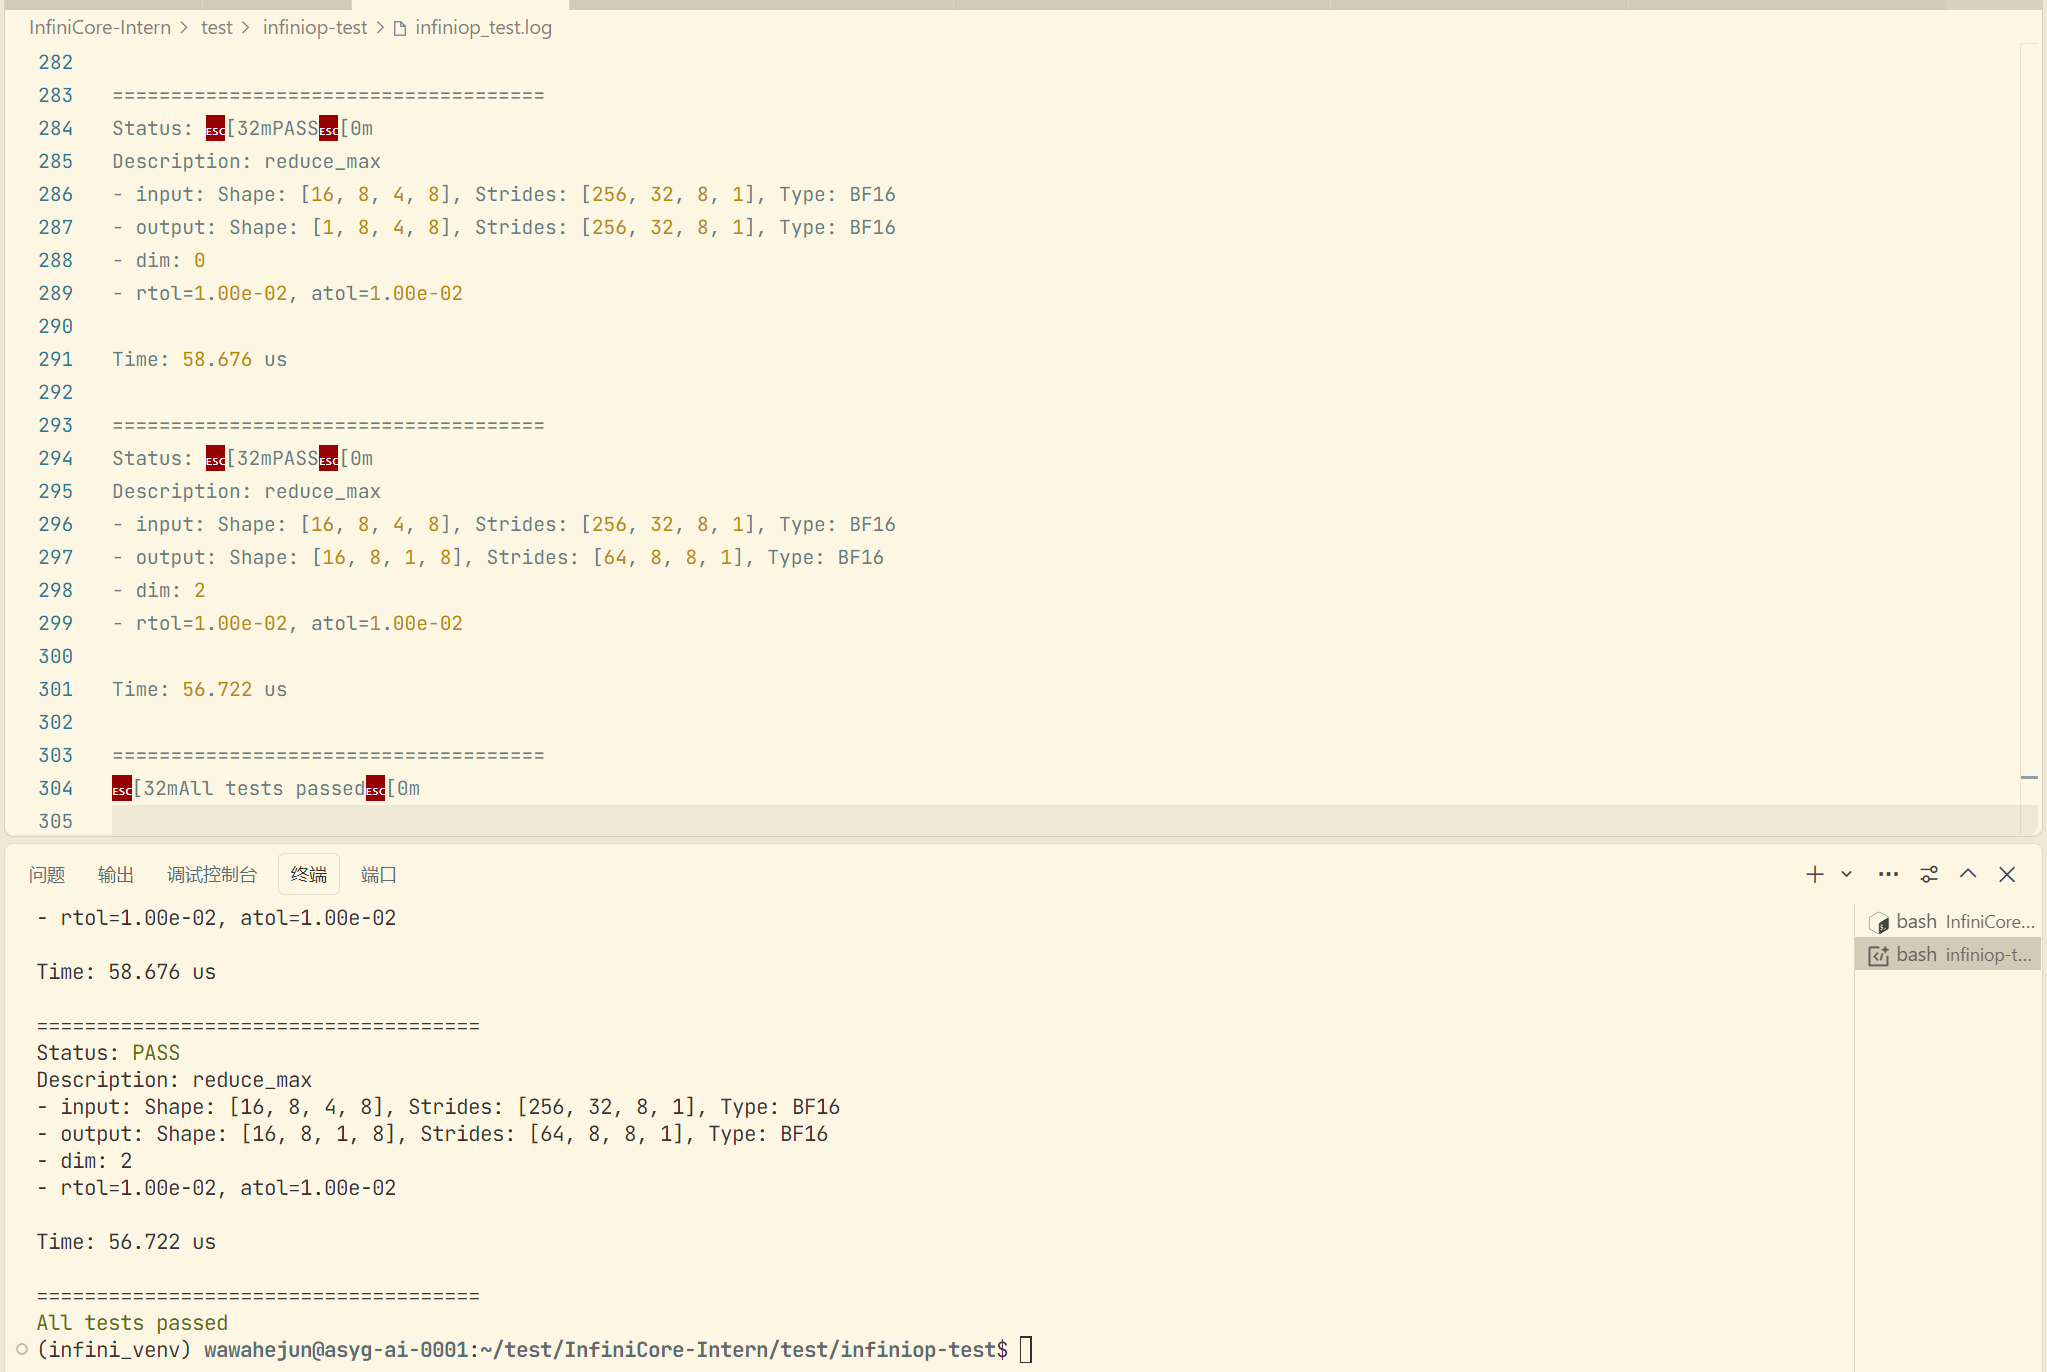 InfiniCore-Intern > test > infiniop-test > infiniop_test.log
282
283 =====================================
284 Status: ESC[32mPASSESC[0m
285 Description: reduce_max
286 - input: Shape: [16, 8, 4, 8], Strides: [256, 32, 8, 1], Type: BF16
287 - output: Shape: [1, 8, 4, 8], Strides: [256, 32, 8, 1], Type: BF16
288 - dim: 0
289 - rtol=1.00e-02, atol=1.00e-02
290
291 Time: 58.676 us
292
293 =====================================
294 Status: ESC[32mPASSESC[0m
295 Description: reduce_max
296 - input: Shape: [16, 8, 4, 8], Strides: [256, 32, 8, 1], Type: BF16
297 - output: Shape: [16, 8, 1, 8], Strides: [64, 8, 8, 1], Type: BF16
298 - dim: 2
299 - rtol=1.00e-02, atol=1.00e-02
300
301 Time: 56.722 us
302
303 =====================================
304 ESC[32mAll tests passedESC[0m
305
问题 输出 调试控制台 终端 端口
- rtol=1.00e-02, atol=1.00e-02
Time: 58.676 us
=====================================
Status: PASS
Description: reduce_max
- input: Shape: [16, 8, 4, 8], Strides: [256, 32, 8, 1], Type: BF16
- output: Shape: [16, 8, 1, 8], Strides: [64, 8, 8, 1], Type: BF16
- dim: 2
- rtol=1.00e-02, atol=1.00e-02
Time: 56.722 us
=====================================
All tests passed
(infini_venv) wawahejun@asyg-ai-0001:~/test/InfiniCore-Intern/test/infiniop-test$
bash InfiniCore...
bash infiniop-t...